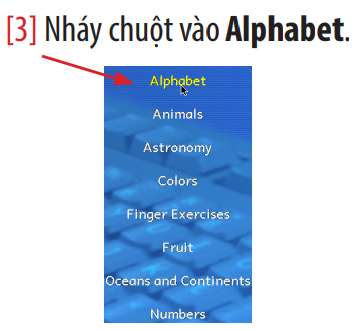 [3] Nháy chuột vào Alphabet.
Alphabet
Animals
Astronomy
Colors
Finger Exercises
Fruit
Oceans and Continents
Numbers